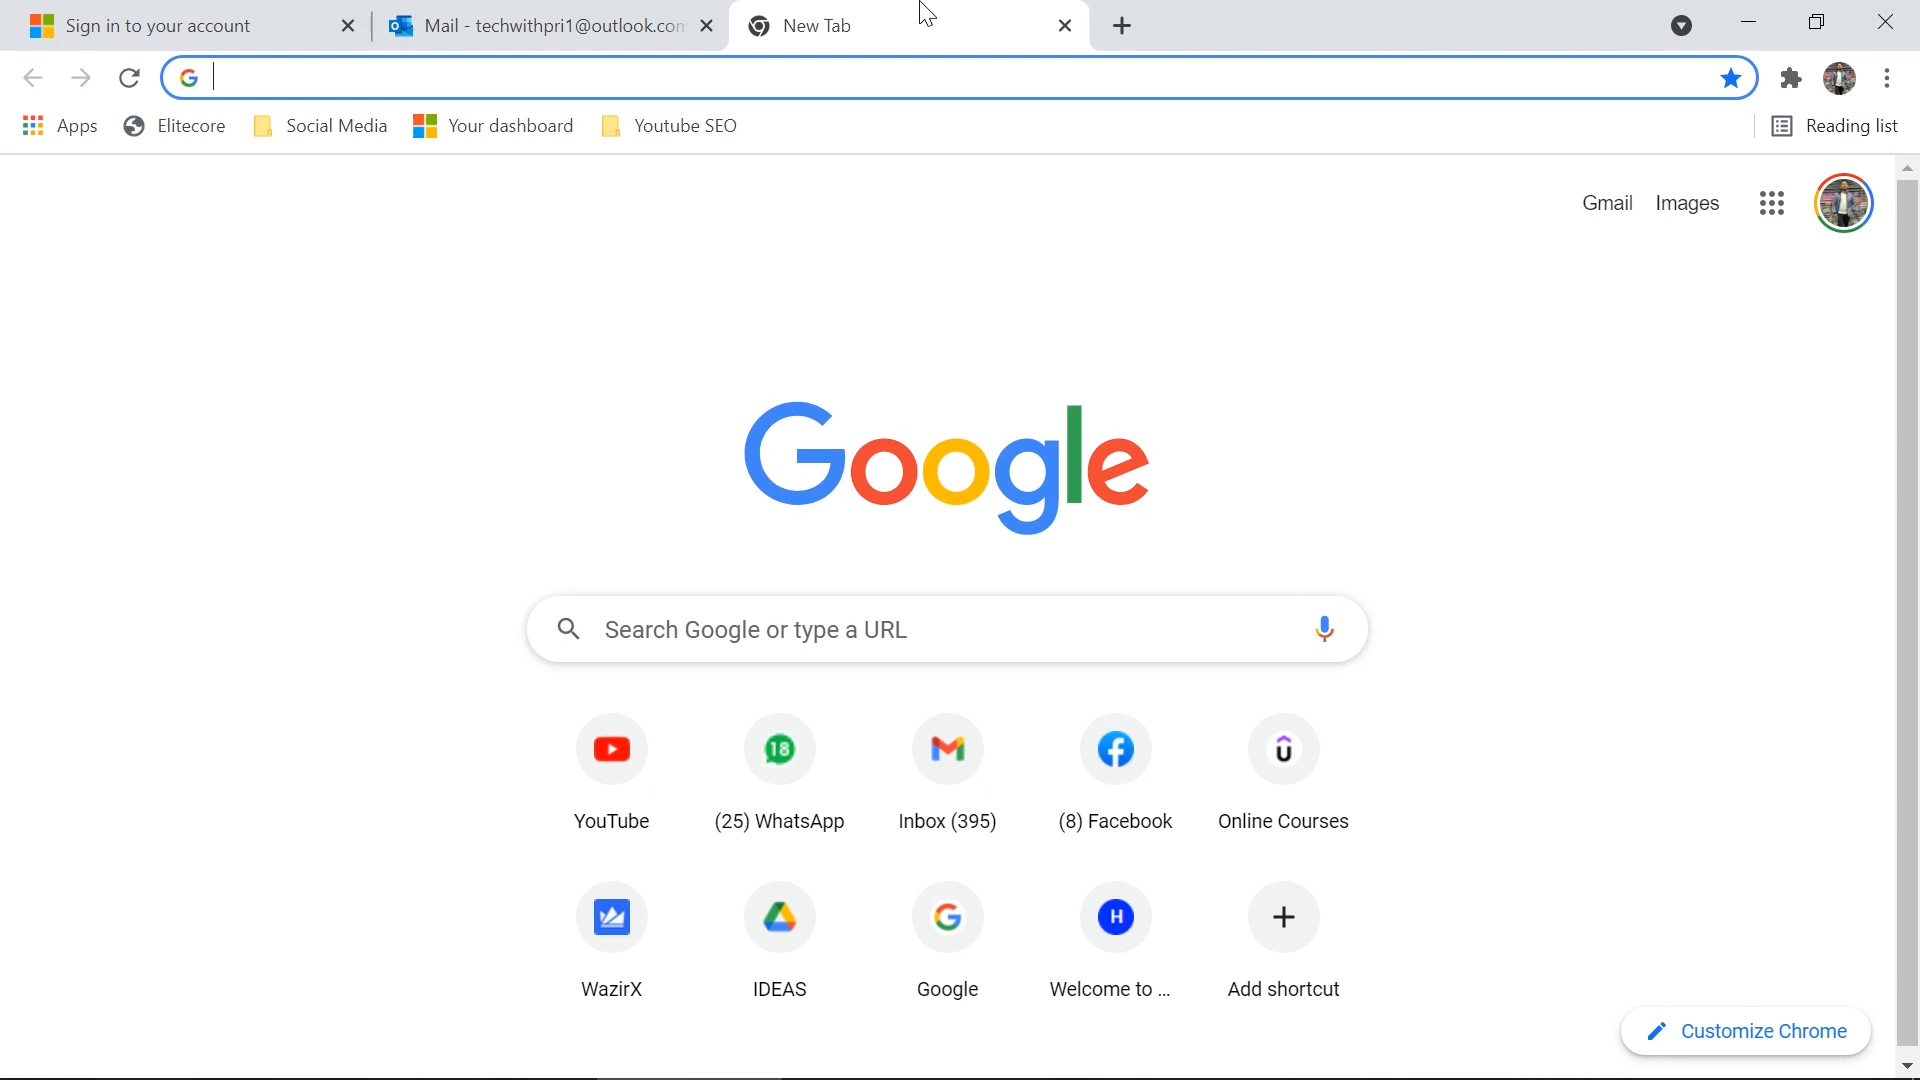 Sign in to your account
Mail - techwithpri1@outlook.com
New Tab
G
Apps
Elitecore
Social Media
Your dashboard
Youtube SEO
Reading list
Gmail Images
Google
Search Google or type a URL
18
YouTube (25) WhatsApp Inbox (395) (8) Facebook Online Courses
H
WazirX IDEAS Google Welcome to ... Add shortcut
Customize Chrome